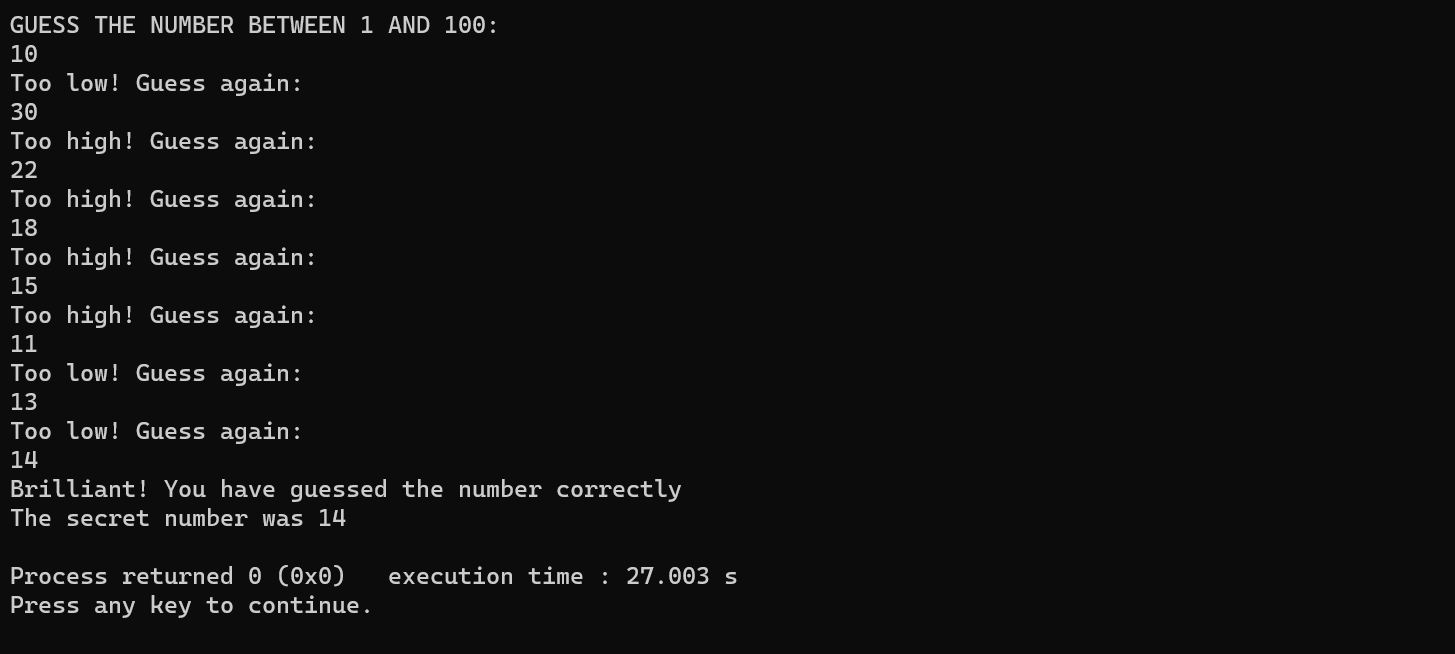 GUESS THE NUMBER BETWEEN 1 AND 100:
10
Too low! Guess again:
30
Too high! Guess again:
22
Too high! Guess again:
18
Too high! Guess again:
15
Too high! Guess again:
11
Too low! Guess again:
13
Too low! Guess again:
14
Brilliant! You have guessed the number correctly
The secret number was 14

Process returned 0 (0x0)   execution time : 27.003 s
Press any key to continue.